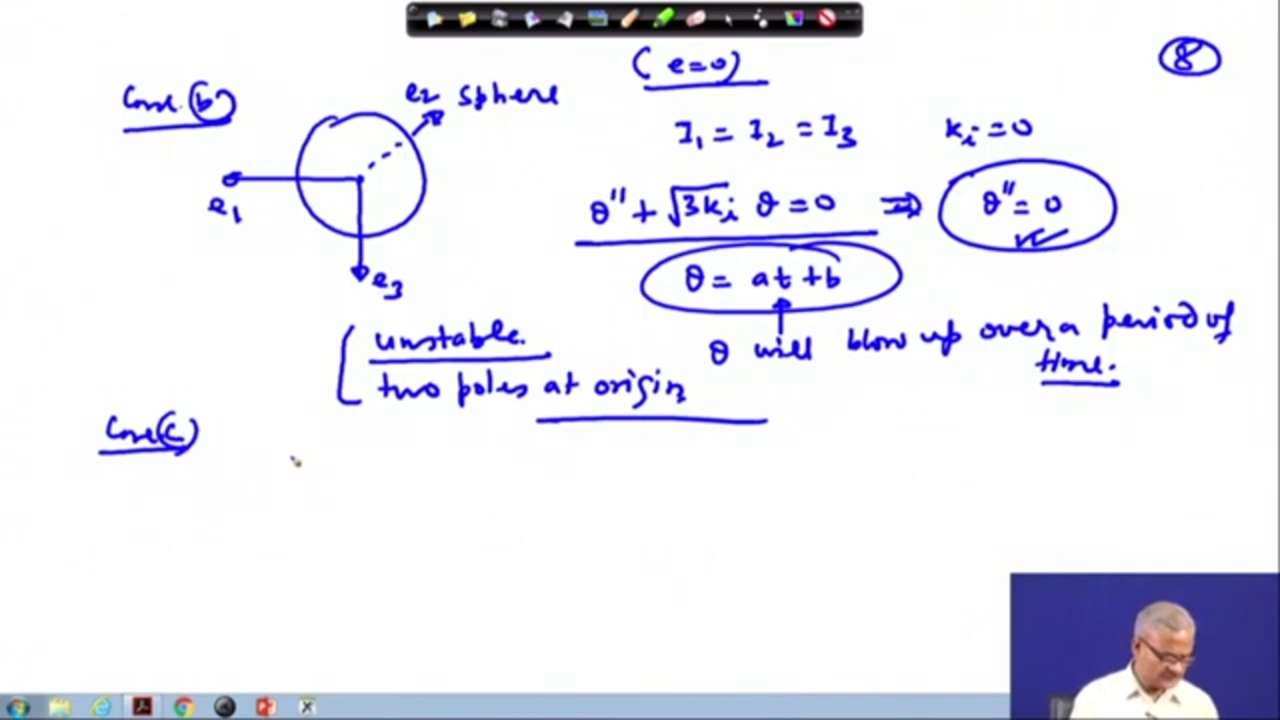 (e=0)
8
Case (b)
e2 sphere
I1 = I2 = I3
ki = 0
e1
θ'' + √3ki θ = 0 ⇒ θ'' = 0
e3
θ = at + b
unstable.
θ will blow up over a period of time.
two poles at origin
Case (c)